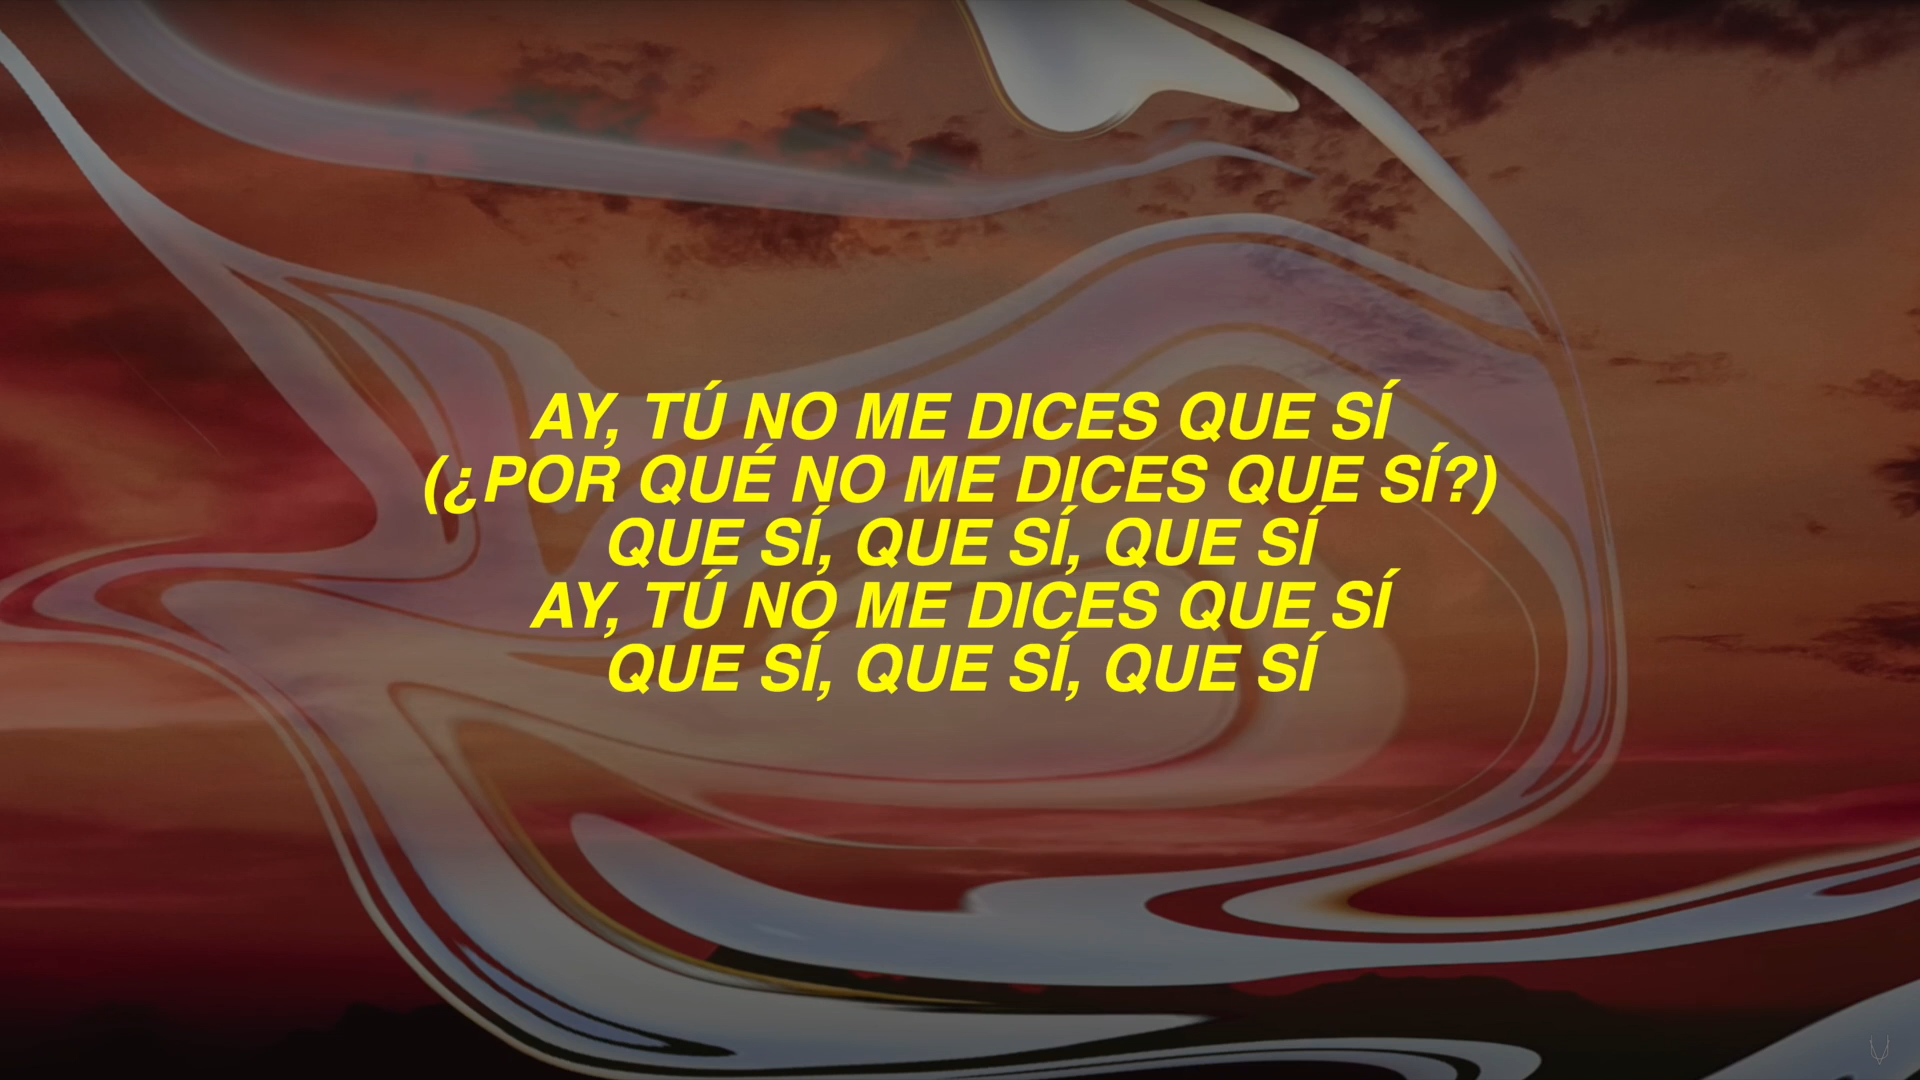 AY, TÚ NO ME DICES QUE SÍ
(¿POR QUÉ NO ME DICES QUE SÍ?)
QUE SÍ, QUE SÍ, QUE SÍ
AY, TÚ NO ME DICES QUE SÍ
QUE SÍ, QUE SÍ, QUE SÍ